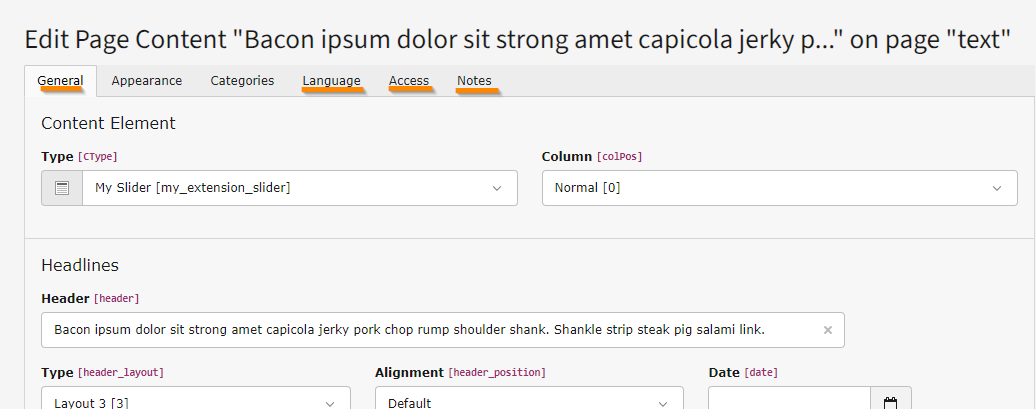 Edit Page Content "Bacon ipsum dolor sit strong amet capicola jerky p..." on page "text"
General Appearance Categories Language Access Notes
Content Element
Type [CType] Column [colPos]
My Slider [my_extension_slider] Normal [0]
Headlines
Header [header]
Bacon ipsum dolor sit strong amet capicola jerky pork chop rump shoulder shank. Shankle strip steak pig salami link.
Type [header_layout] Alignment [header_position] Date [date]
Layout 3 [3] Default